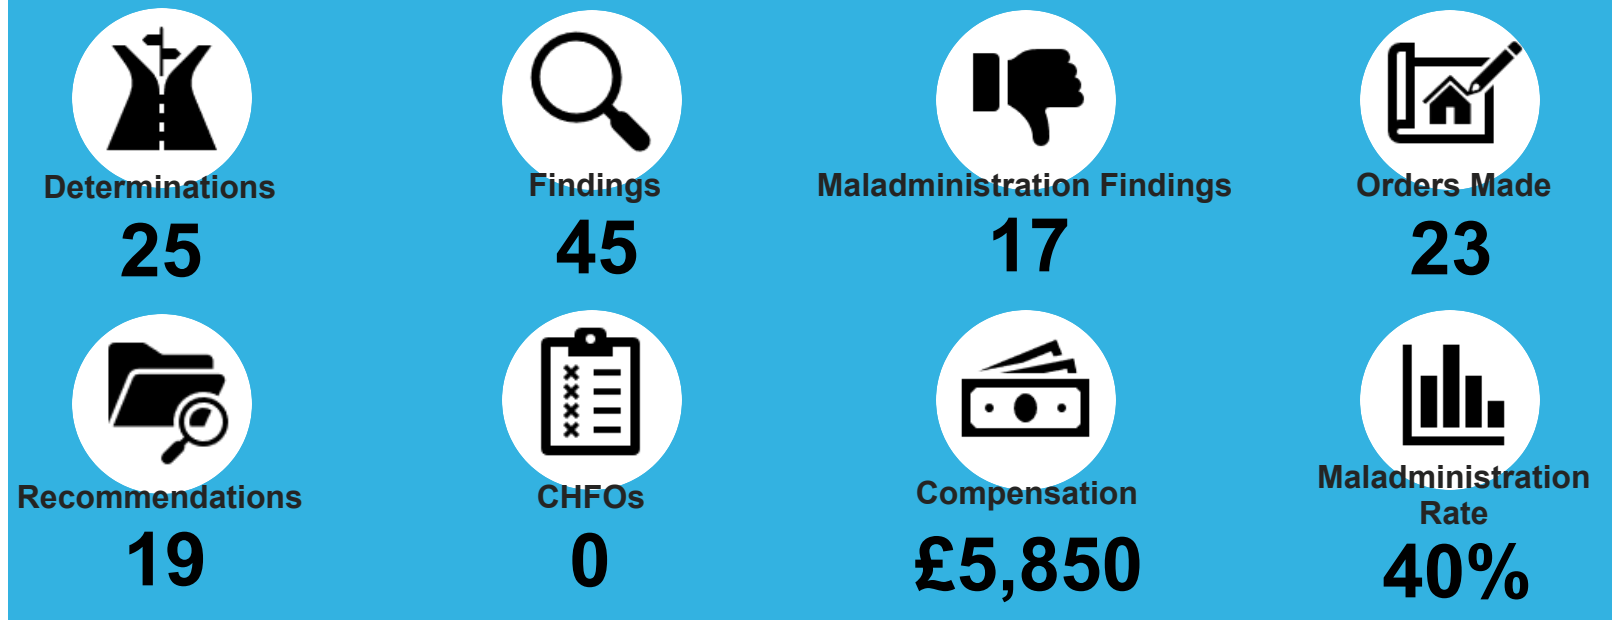 Determinations
25
Findings
45
Maladministration Findings
17
Orders Made
23
Recommendations
19
CHFOs
0
Compensation
£5,850
Maladministration
Rate
40%